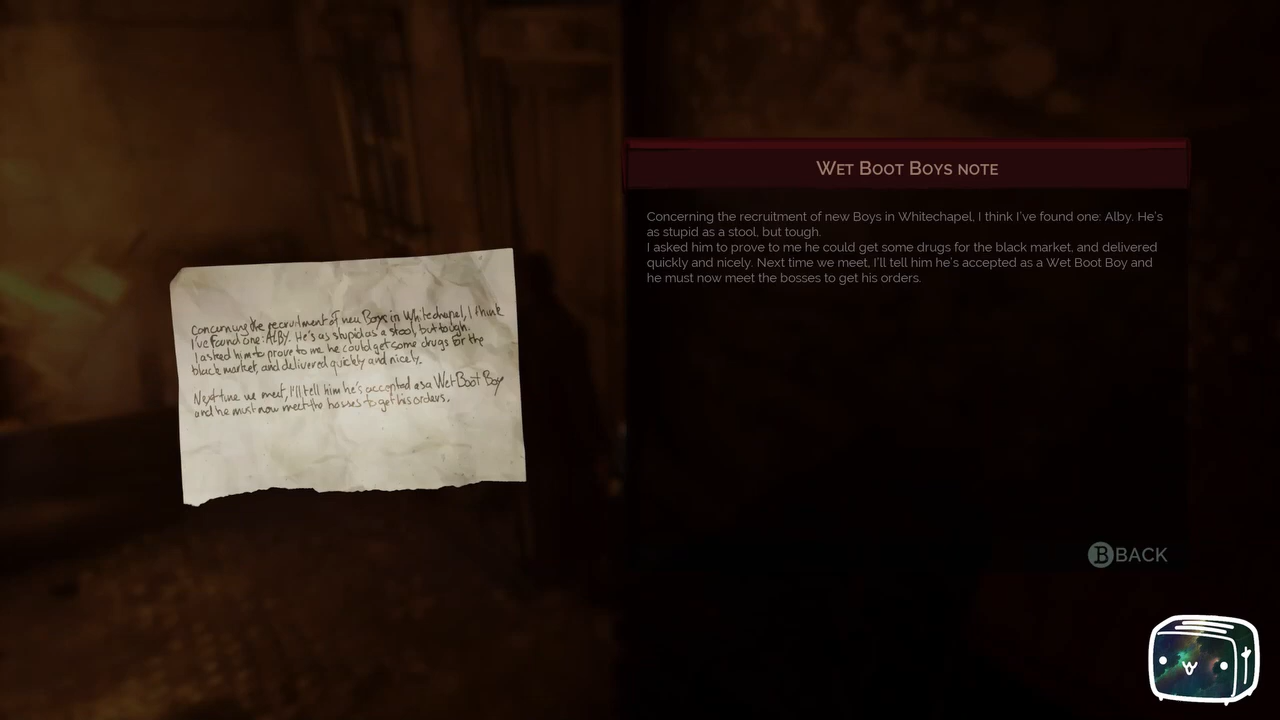 Concerning the recruitment of new Boys in Whitechapel, I think
I've found one: ALBY. He's as stupid as a stool, but tough.
I asked him to prove to me he could get some drugs for the
black market, and delivered quickly and nicely.
Next time we meet, I'll tell him he's accepted as a Wet Boot Boy
and he must now meet the bosses to get his orders.
WET BOOT BOYS NOTE
Concerning the recruitment of new Boys in Whitechapel, I think I've found one: Alby. He's
as stupid as a stool, but tough.
I asked him to prove to me he could get some drugs for the black market, and delivered
quickly and nicely. Next time we meet, I'll tell him he's accepted as a Wet Boot Boy and
he must now meet the bosses to get his orders.
B BACK